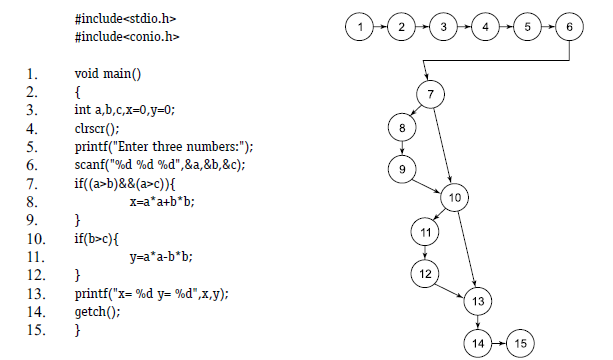 #include<stdio.h>
#include<conio.h>
1. void main()
2. {
3. int a,b,c,x=0,y=0;
4. clrscr();
5. printf("Enter three numbers:");
6. scanf("%d %d %d",&a,&b,&c);
7. if((a>b)&&(a>c)){
8. x=a*a+b*b;
9. }
10. if(b>c){
11. y=a*a-b*b;
12. }
13. printf("x= %d y= %d",x,y);
14. getch();
15. }
1 2 3 4 5 6
7
8
9
10
11
12
13
14 15